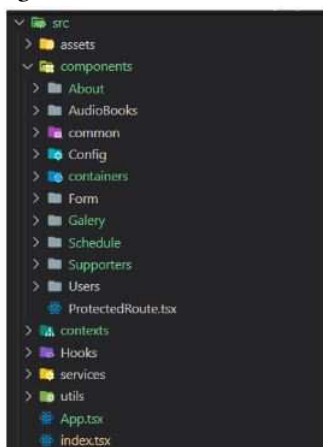 src
assets
components
About
AudioBooks
common
Config
containers
Form
Galery
Schedule
Supporters
Users
ProtectedRoute.tsx
contexts
Hooks
services
utils
App.tsx
index.tsx